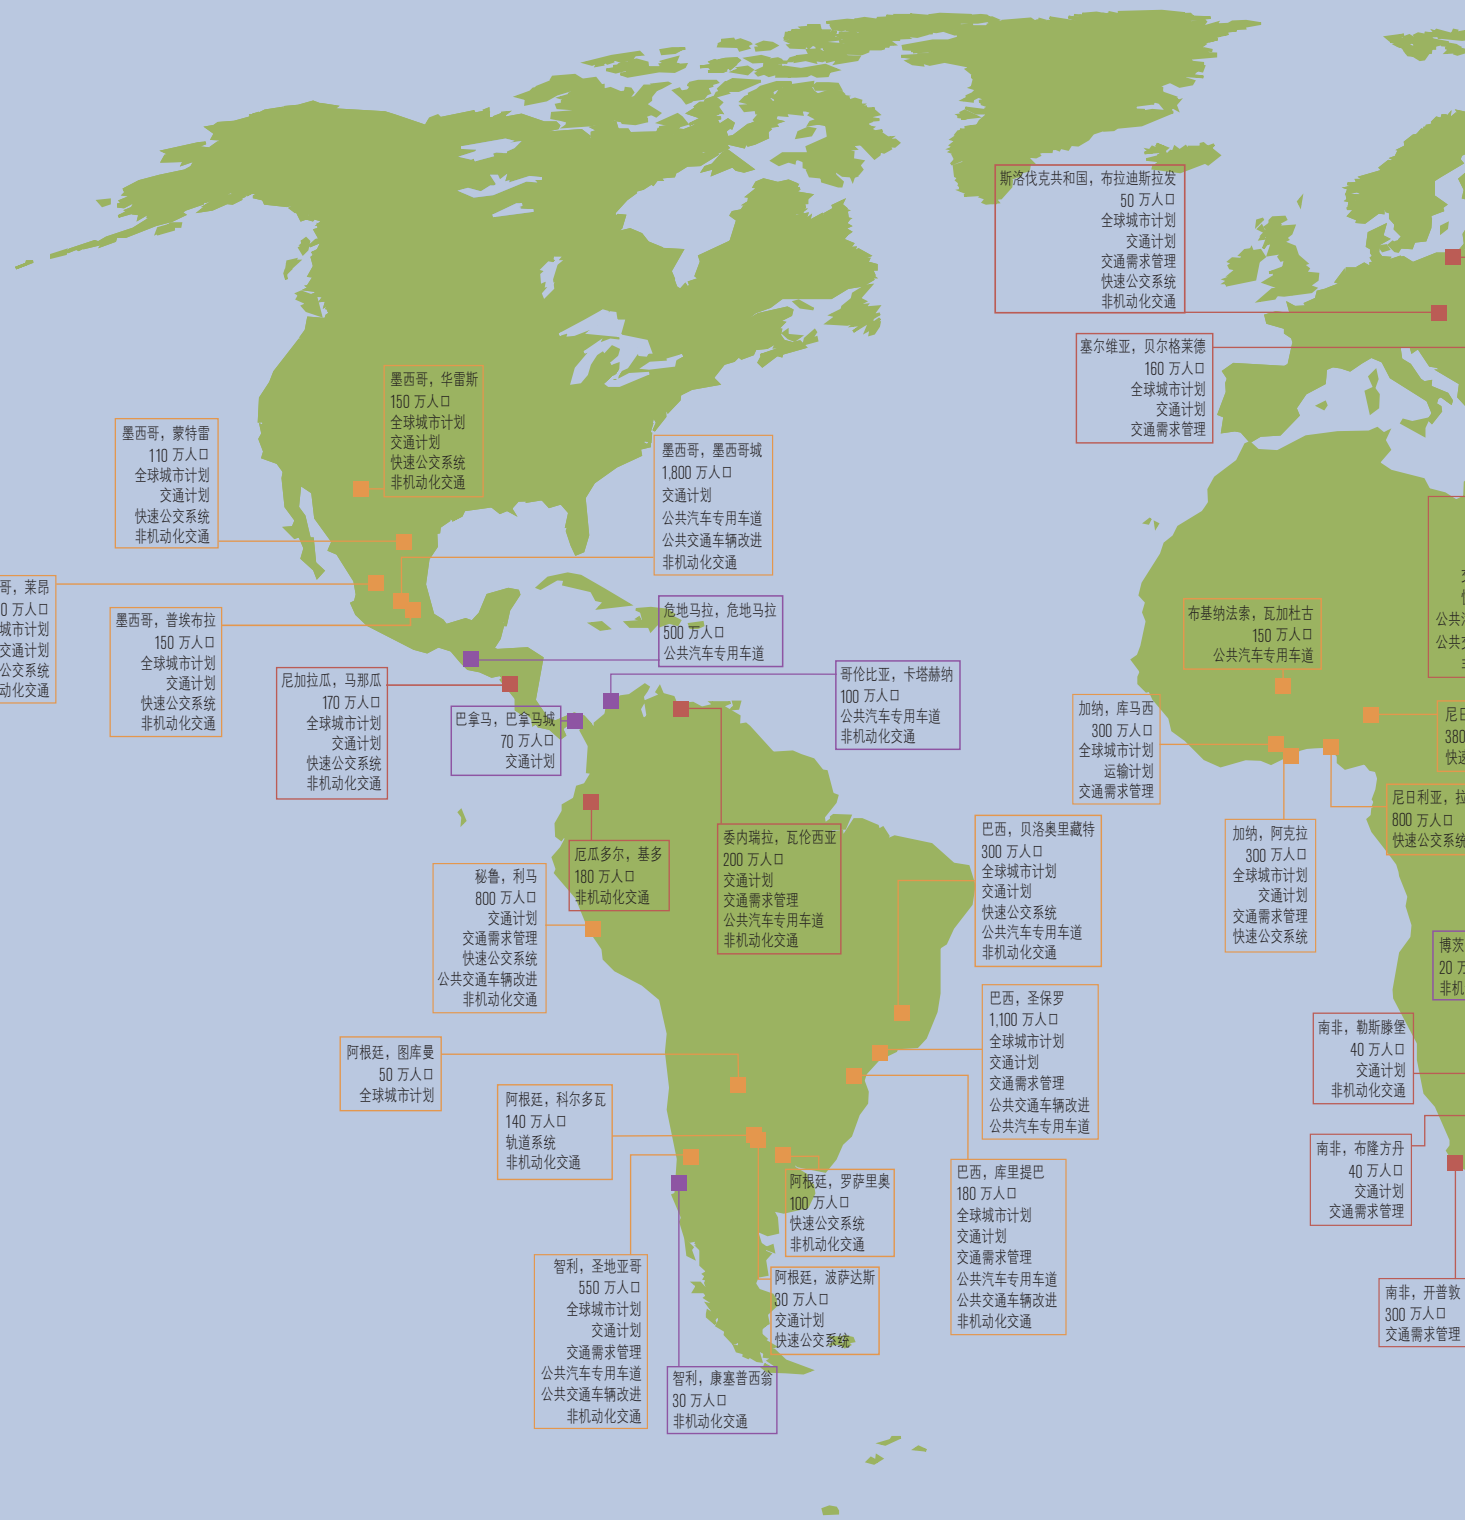 斯洛伐克共和国，布拉迪斯拉发
50 万人口
全球城市计划
交通计划
交通需求管理
快速公交系统
非机动化交通
塞尔维亚，贝尔格莱德
160 万人口
全球城市计划
交通计划
交通需求管理
墨西哥，华雷斯
150 万人口
全球城市计划
交通计划
快速公交系统
非机动化交通
墨西哥，蒙特雷
110 万人口
全球城市计划
交通计划
快速公交系统
非机动化交通
墨西哥，墨西哥城
1,800 万人口
交通计划
公共汽车专用车道
公共交通车辆改进
非机动化交通
哥，莱昂
0 万人口
城市计划
交通计划
公交系统
动化交通
墨西哥，普埃布拉
150 万人口
全球城市计划
交通计划
快速公交系统
非机动化交通
危地马拉，危地马拉
500 万人口
公共汽车专用车道
尼加拉瓜，马那瓜
170 万人口
全球城市计划
交通计划
快速公交系统
非机动化交通
巴拿马，巴拿马城
70 万人口
交通计划
哥伦比亚，卡塔赫纳
100 万人口
公共汽车专用车道
非机动化交通
布基纳法索，瓦加杜古
150 万人口
公共汽车专用车道
加纳，库马西
300 万人口
全球城市计划
运输计划
交通需求管理
公共
尼日
380
快速
尼日利亚，拉
800 万人口
快速公交系统
加纳，阿克拉
300 万人口
全球城市计划
交通计划
交通需求管理
快速公交系统
厄瓜多尔，基多
180 万人口
非机动化交通
委内瑞拉，瓦伦西亚
200 万人口
交通计划
交通需求管理
公共汽车专用车道
非机动化交通
秘鲁，利马
800 万人口
交通计划
交通需求管理
快速公交系统
公共交通车辆改进
非机动化交通
巴西，贝洛奥里藏特
300 万人口
全球城市计划
交通计划
快速公交系统
公共汽车专用车道
非机动化交通
博茨
20 万
非机
巴西，圣保罗
1,100 万人口
全球城市计划
交通计划
交通需求管理
公共交通车辆改进
公共汽车专用车道
南非，勒斯滕堡
40 万人口
交通计划
非机动化交通
阿根廷，图库曼
50 万人口
全球城市计划
阿根廷，科尔多瓦
140 万人口
轨道系统
非机动化交通
南非，布隆方丹
40 万人口
交通计划
交通需求管理
阿根廷，罗萨里奥
100 万人口
快速公交系统
非机动化交通
巴西，库里提巴
180 万人口
全球城市计划
交通计划
交通需求管理
公共汽车专用车道
公共交通车辆改进
非机动化交通
智利，圣地亚哥
550 万人口
全球城市计划
交通计划
交通需求管理
公共汽车专用车道
公共交通车辆改进
非机动化交通
阿根廷，波萨达斯
30 万人口
交通计划
快速公交系统
南非，开普敦
300 万人口
交通需求管理
智利，康塞普西翁
30 万人口
非机动化交通